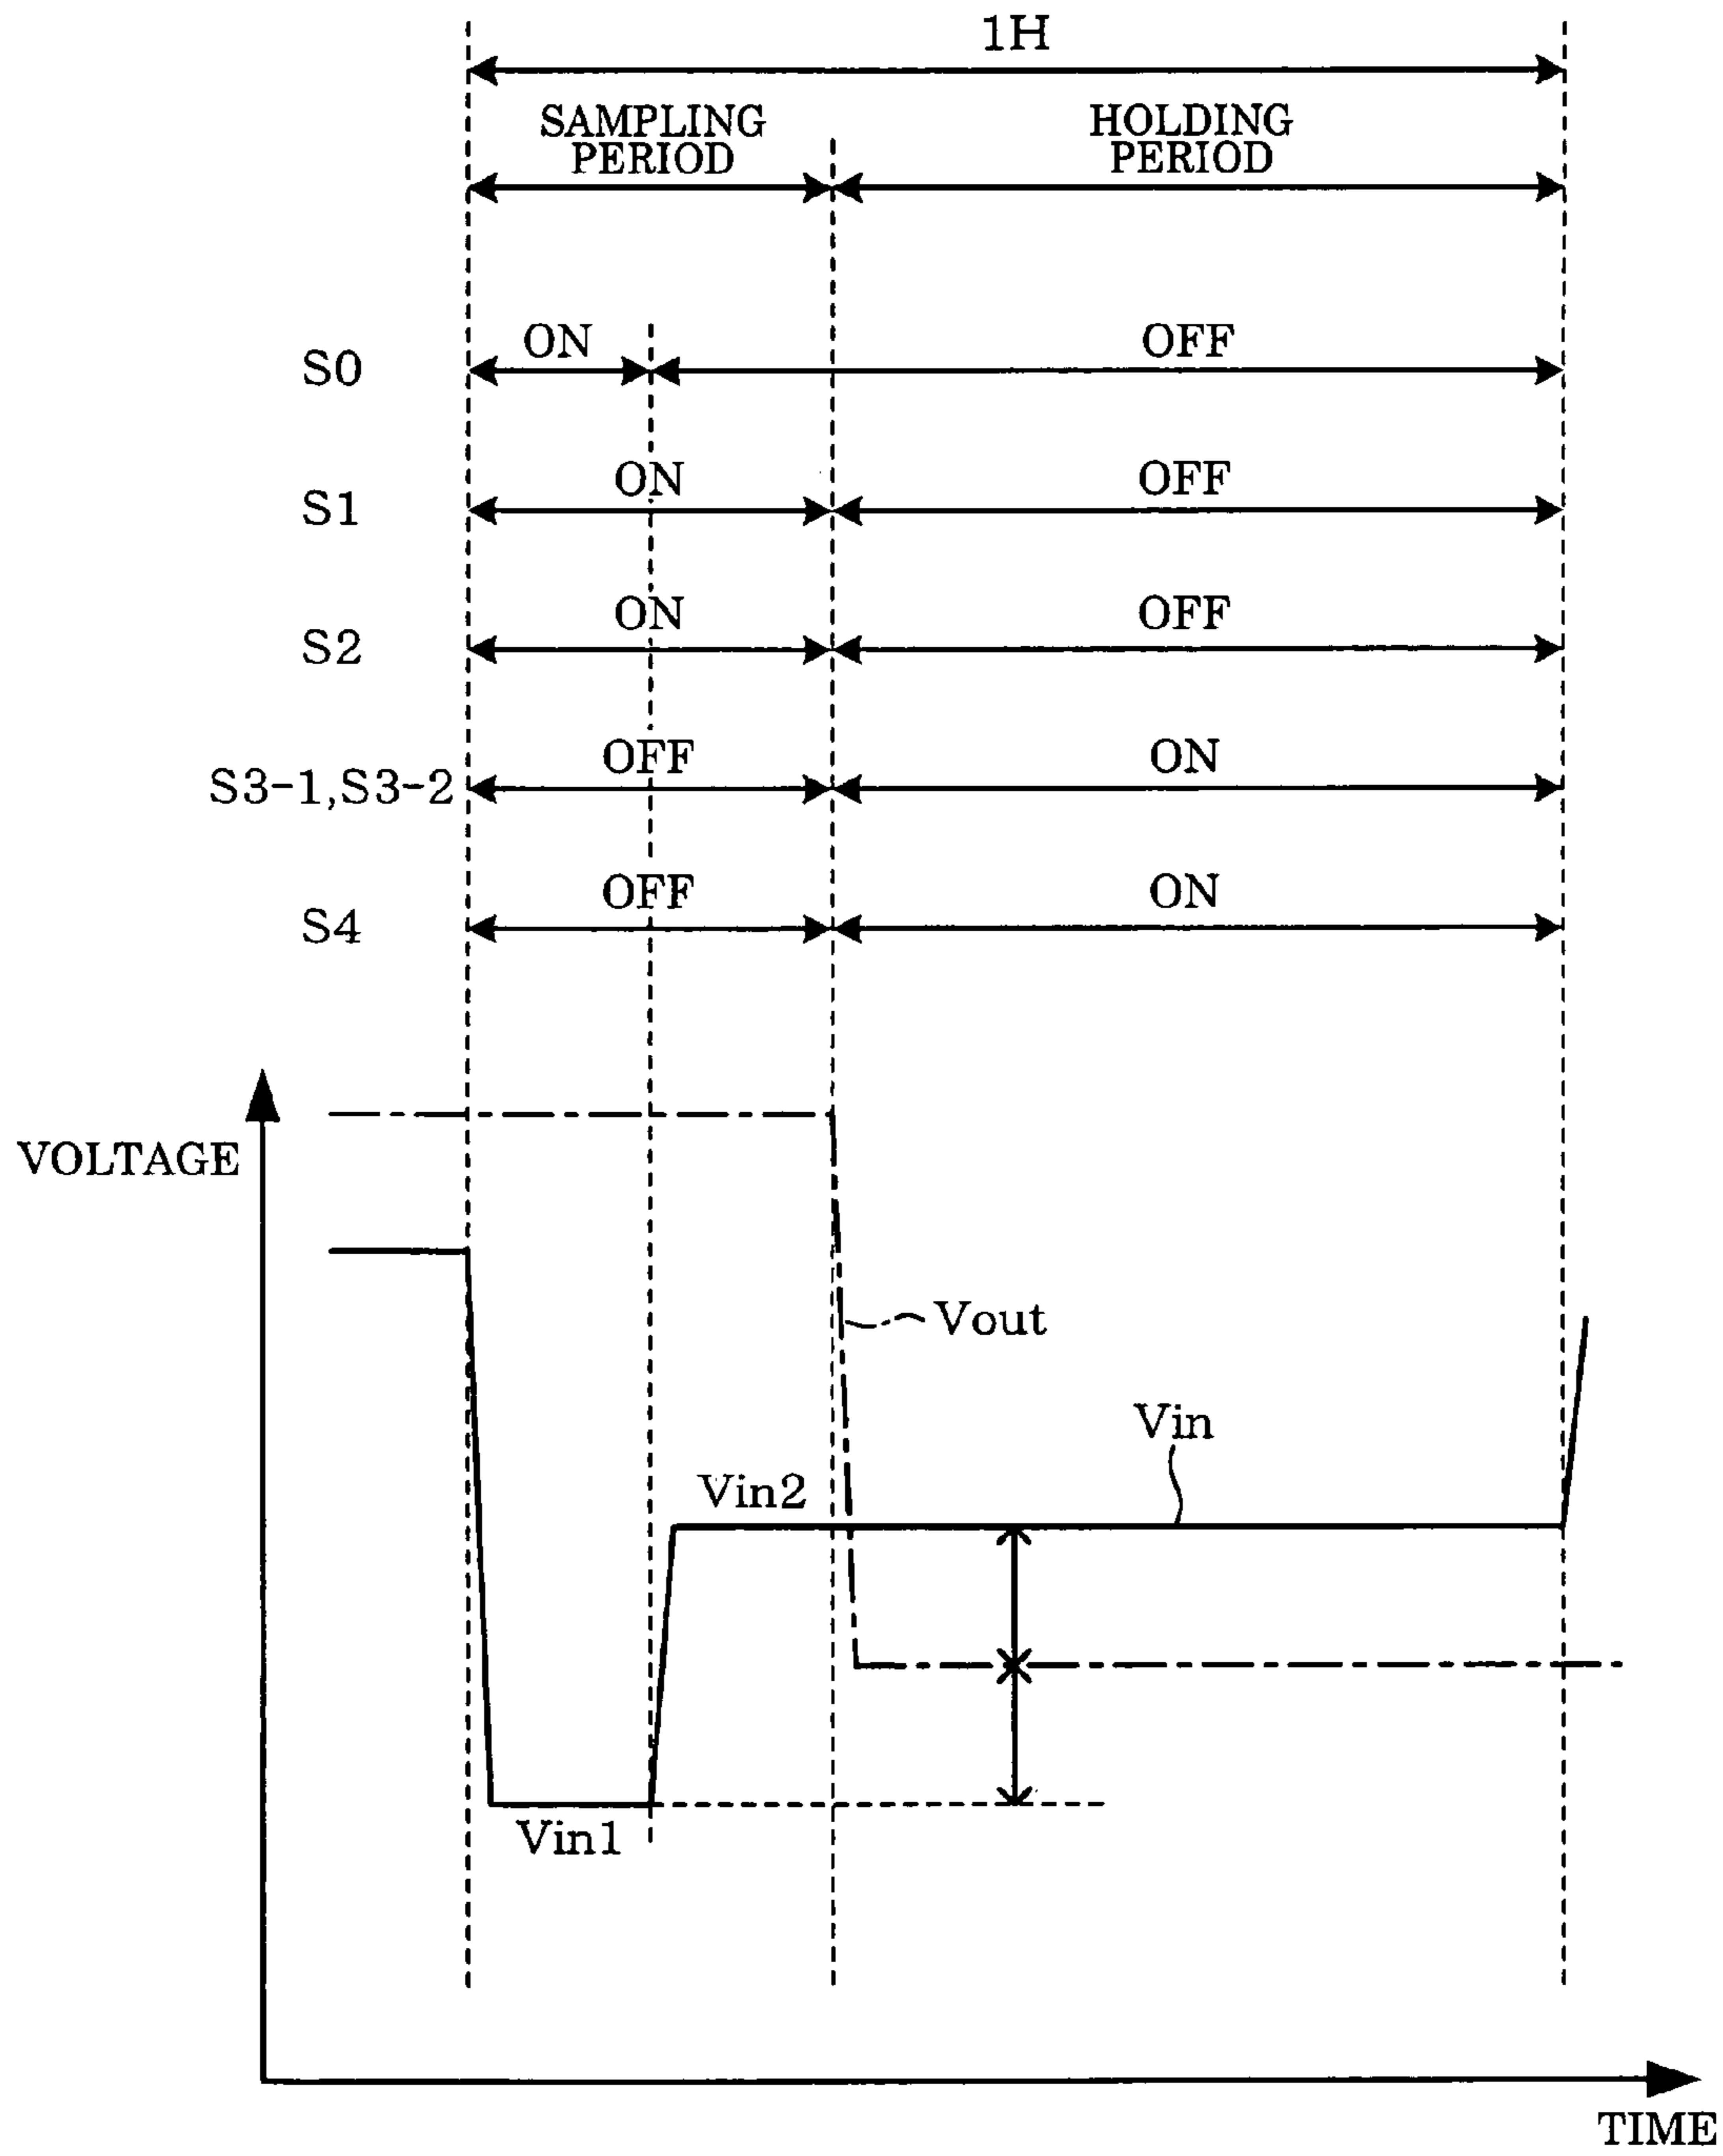 1H
SAMPLING
PERIOD
HOLDING
PERIOD
S0
ON
OFF
S1
ON
OFF
S2
ON
OFF
S3-1,S3-2
OFF
ON
S4
OFF
ON
VOLTAGE
Vout
Vin
Vin2
Vin1
TIME